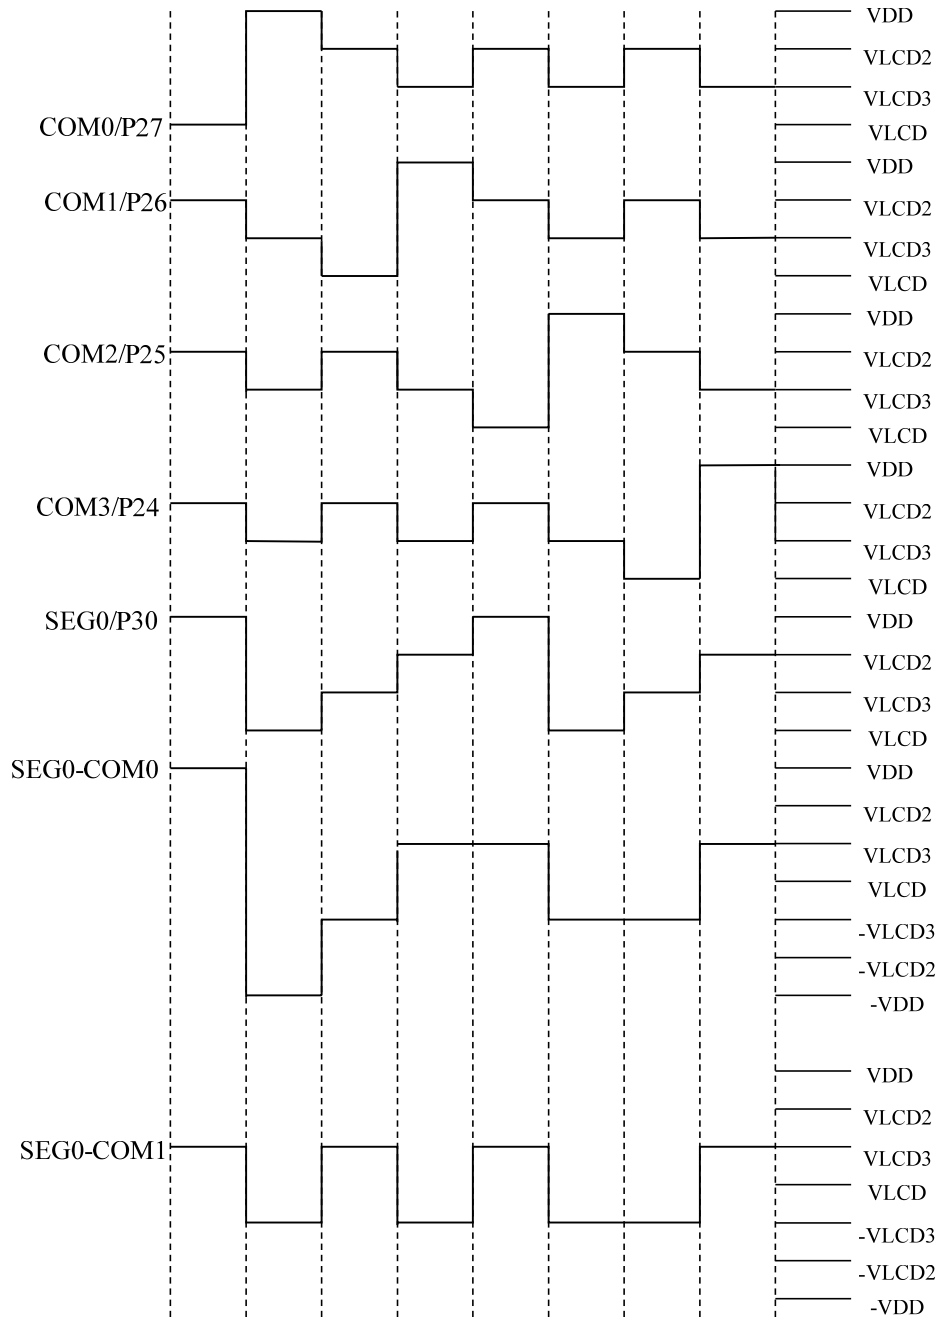 VDD
VLCD2
VLCD3
COM0/P27
VLCD
VDD
COM1/P26
VLCD2
VLCD3
VLCD
VDD
COM2/P25
VLCD2
VLCD3
VLCD
VDD
COM3/P24
VLCD2
VLCD3
VLCD
SEG0/P30
VDD
VLCD2
VLCD3
VLCD
SEG0-COM0
VDD
VLCD2
VLCD3
VLCD
-VLCD3
-VLCD2
-VDD
VDD
VLCD2
SEG0-COM1
VLCD3
VLCD
-VLCD3
-VLCD2
-VDD